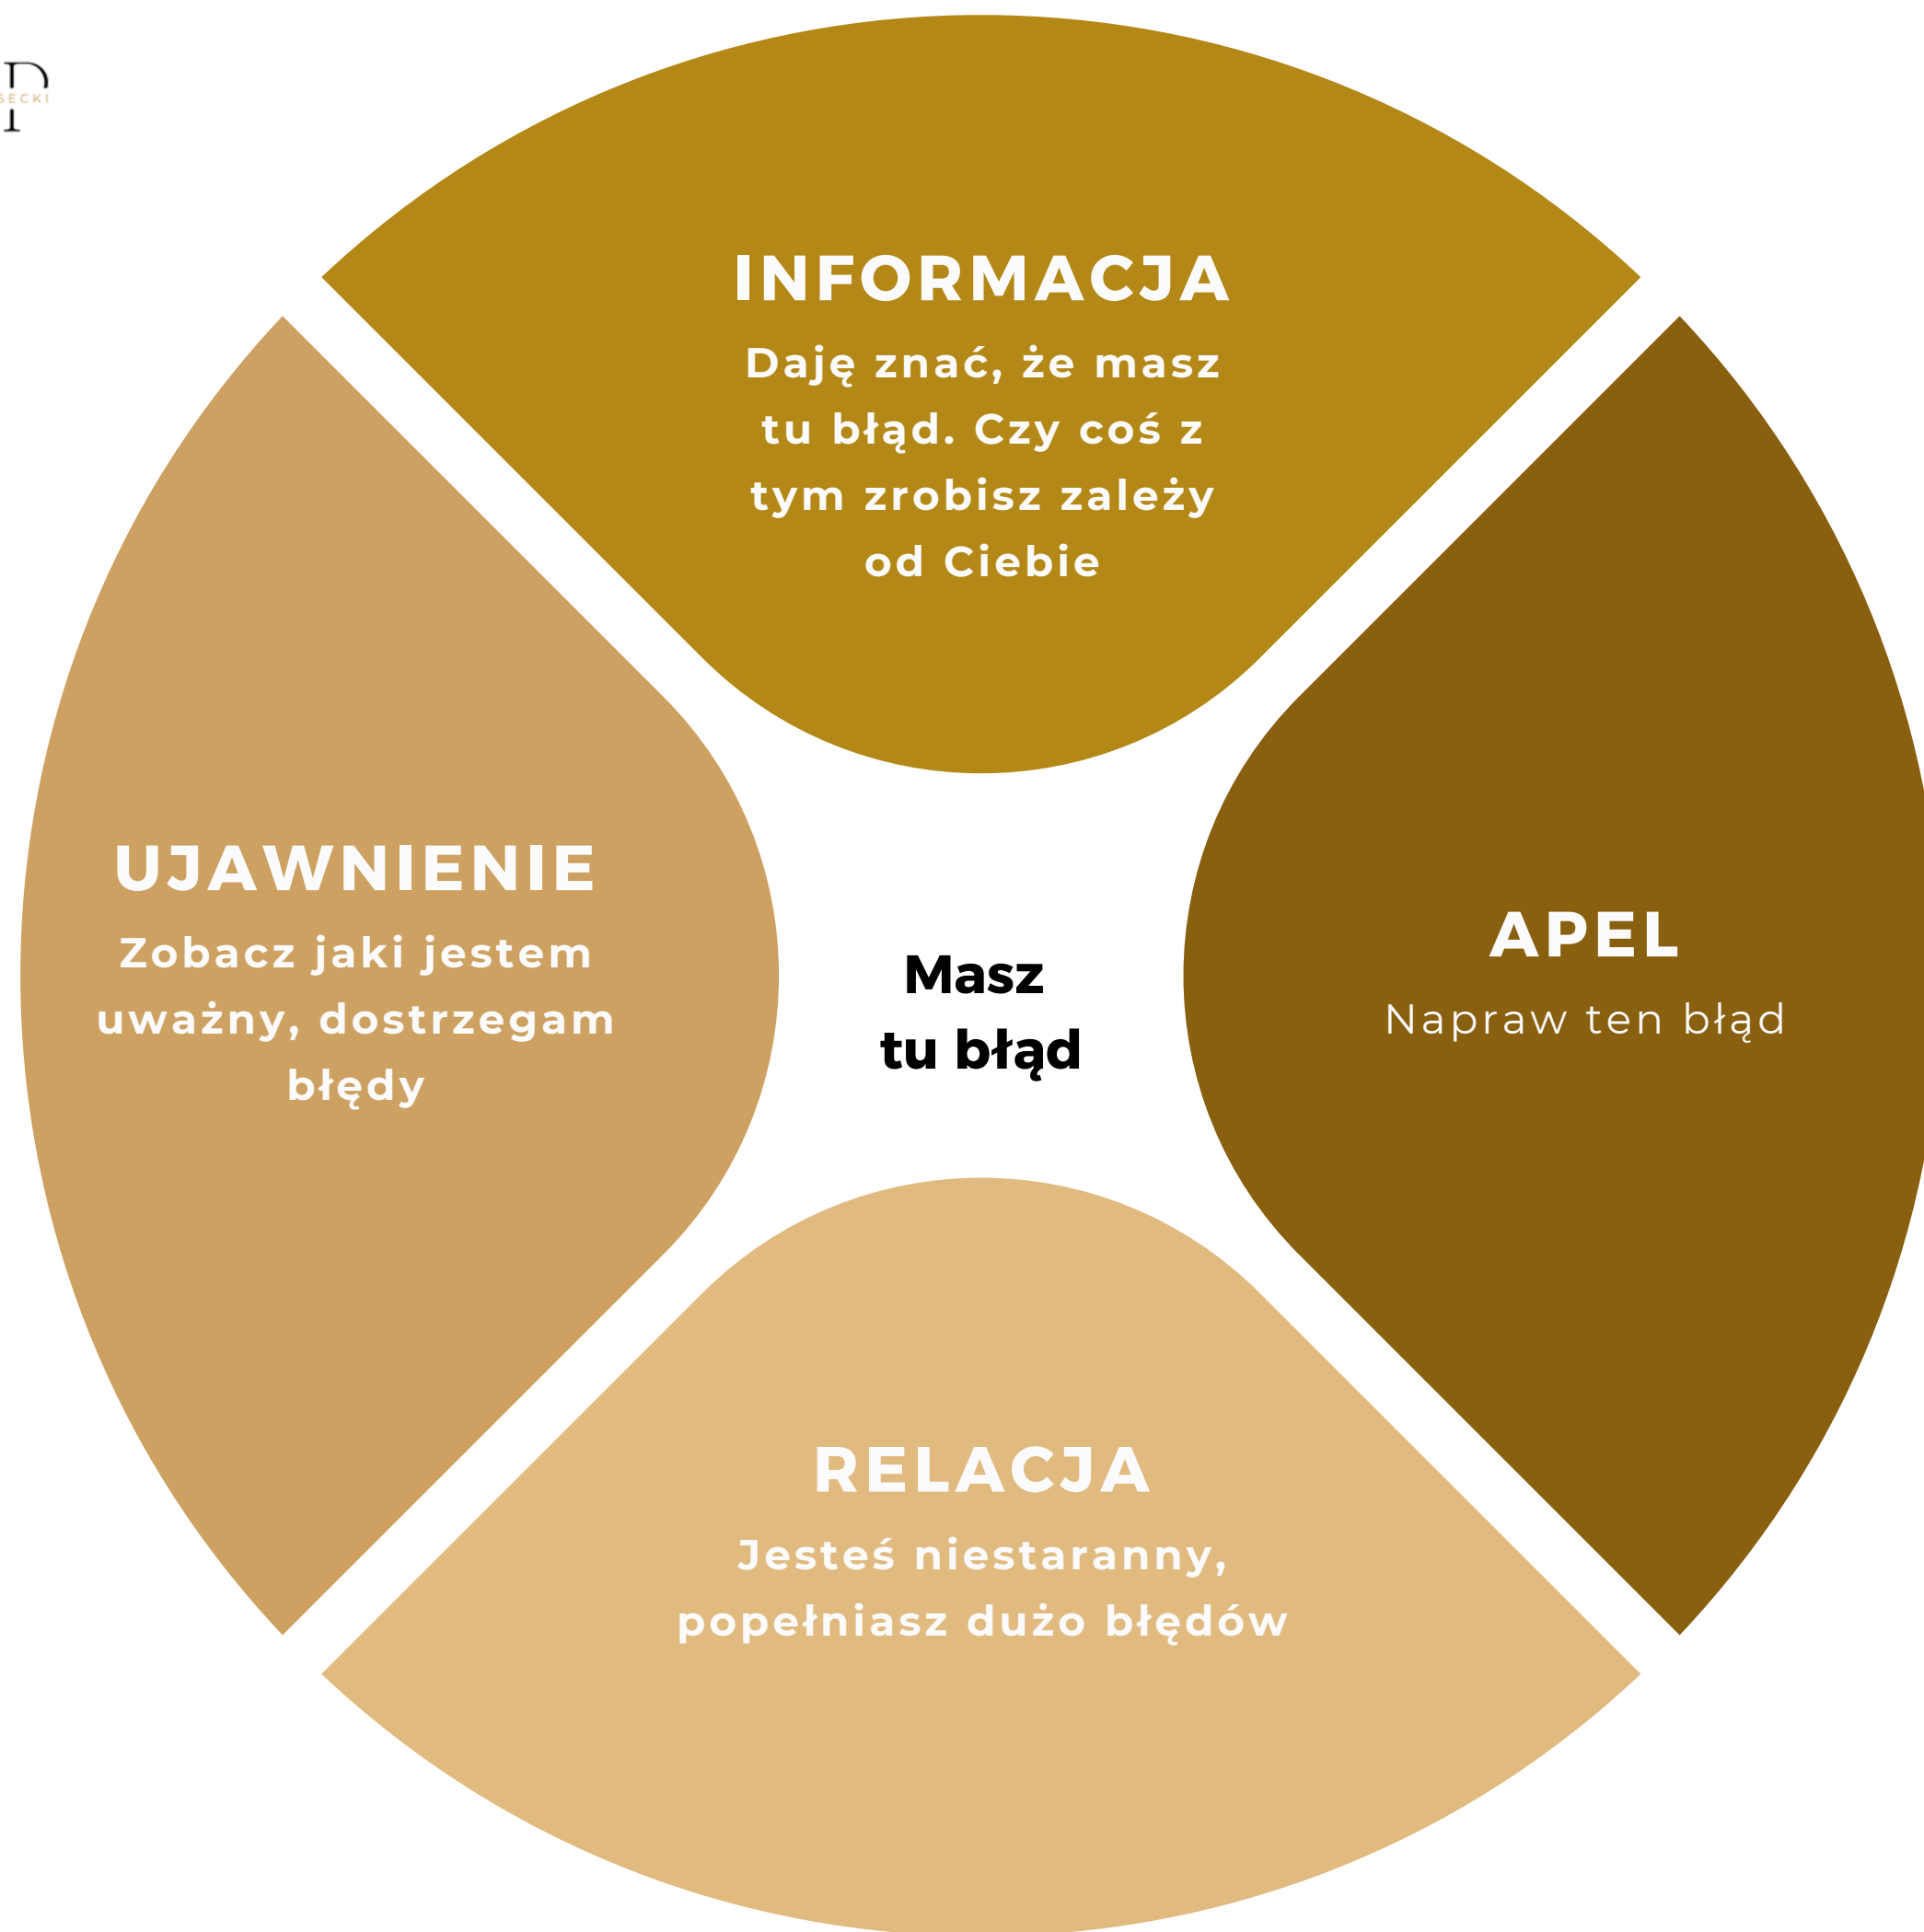 P
SECKI
INFORMACJA
Daję znać, że masz
tu błąd. Czy coś z
tym zrobisz zależy
od Ciebie
UJAWNIENIE
Zobacz jaki jestem
uważny, dostrzegam
błędy
Masz
tu błąd
APEL
Napraw ten błąd
RELACJA
Jesteś niestaranny,
popełniasz dużo błędów